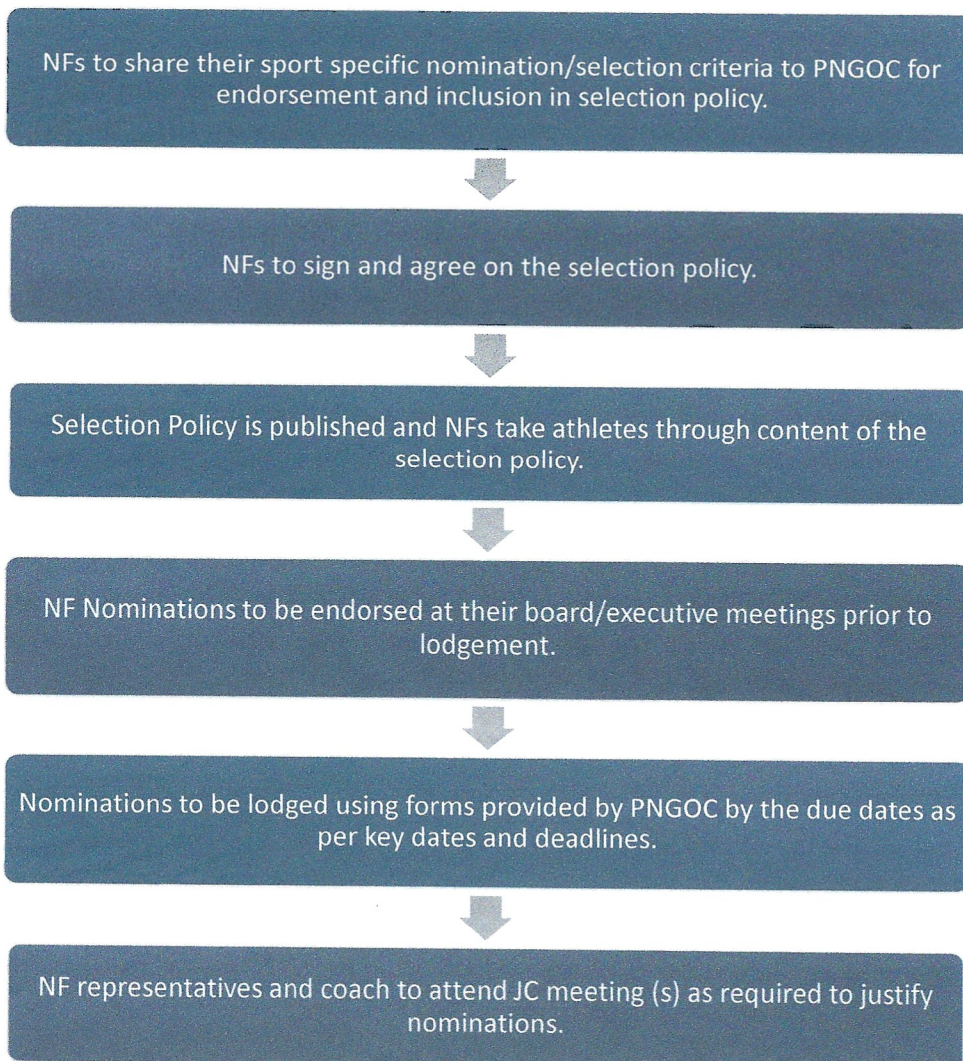 NFs to share their sport specific nomination/selection criteria to PNGOC for
endorsement and inclusion in selection policy.
NFs to sign and agree on the selection policy.
Selection Policy is published and NFs take athletes through content of the
selection policy.
NF Nominations to be endorsed at their board/executive meetings prior to
lodgement.
Nominations to be lodged using forms provided by PNGOC by the due dates as
per key dates and deadlines.
NF representatives and coach to attend JC meeting (s) as required to justify
nominations.